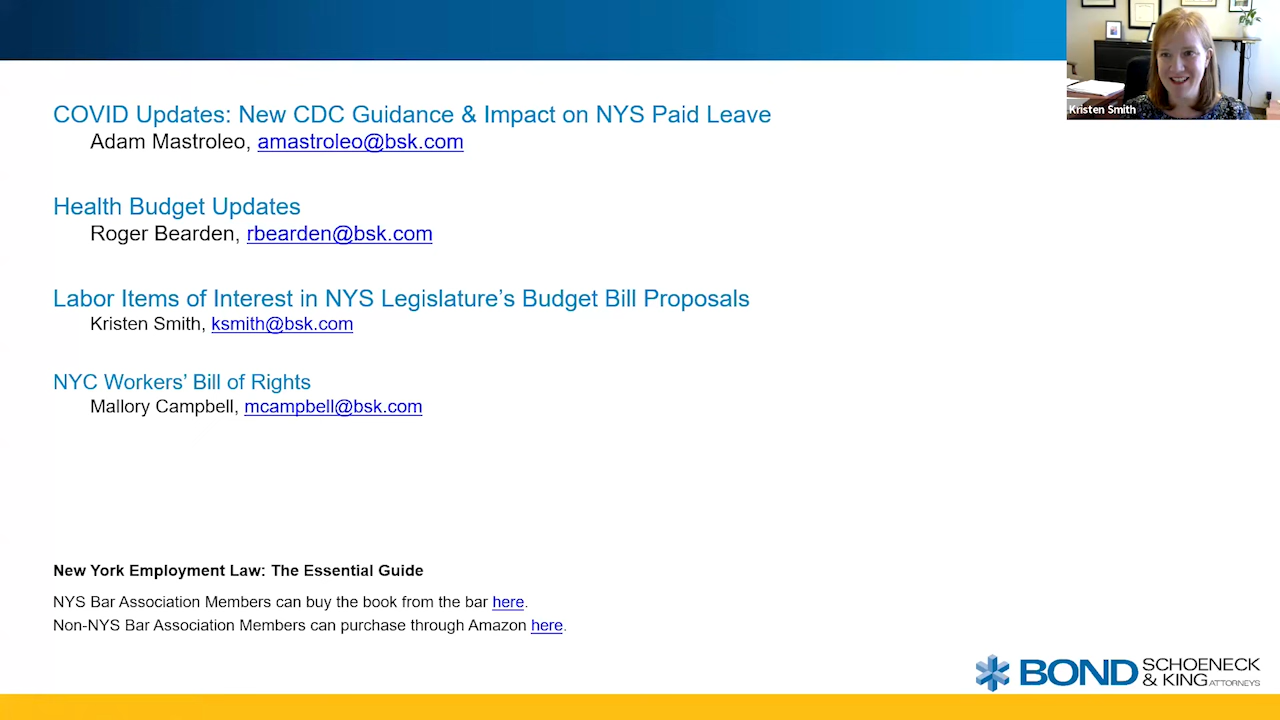 Kristen Smith
COVID Updates: New CDC Guidance & Impact on NYS Paid Leave
Adam Mastroleo, amastroleo@bsk.com
Health Budget Updates
Roger Bearden, rbearden@bsk.com
Labor Items of Interest in NYS Legislature’s Budget Bill Proposals
Kristen Smith, ksmith@bsk.com
NYC Workers’ Bill of Rights
Mallory Campbell, mcampbell@bsk.com
New York Employment Law: The Essential Guide
NYS Bar Association Members can buy the book from the bar here.
Non-NYS Bar Association Members can purchase through Amazon here.
BOND SCHOENECK
& KING ATTORNEYS